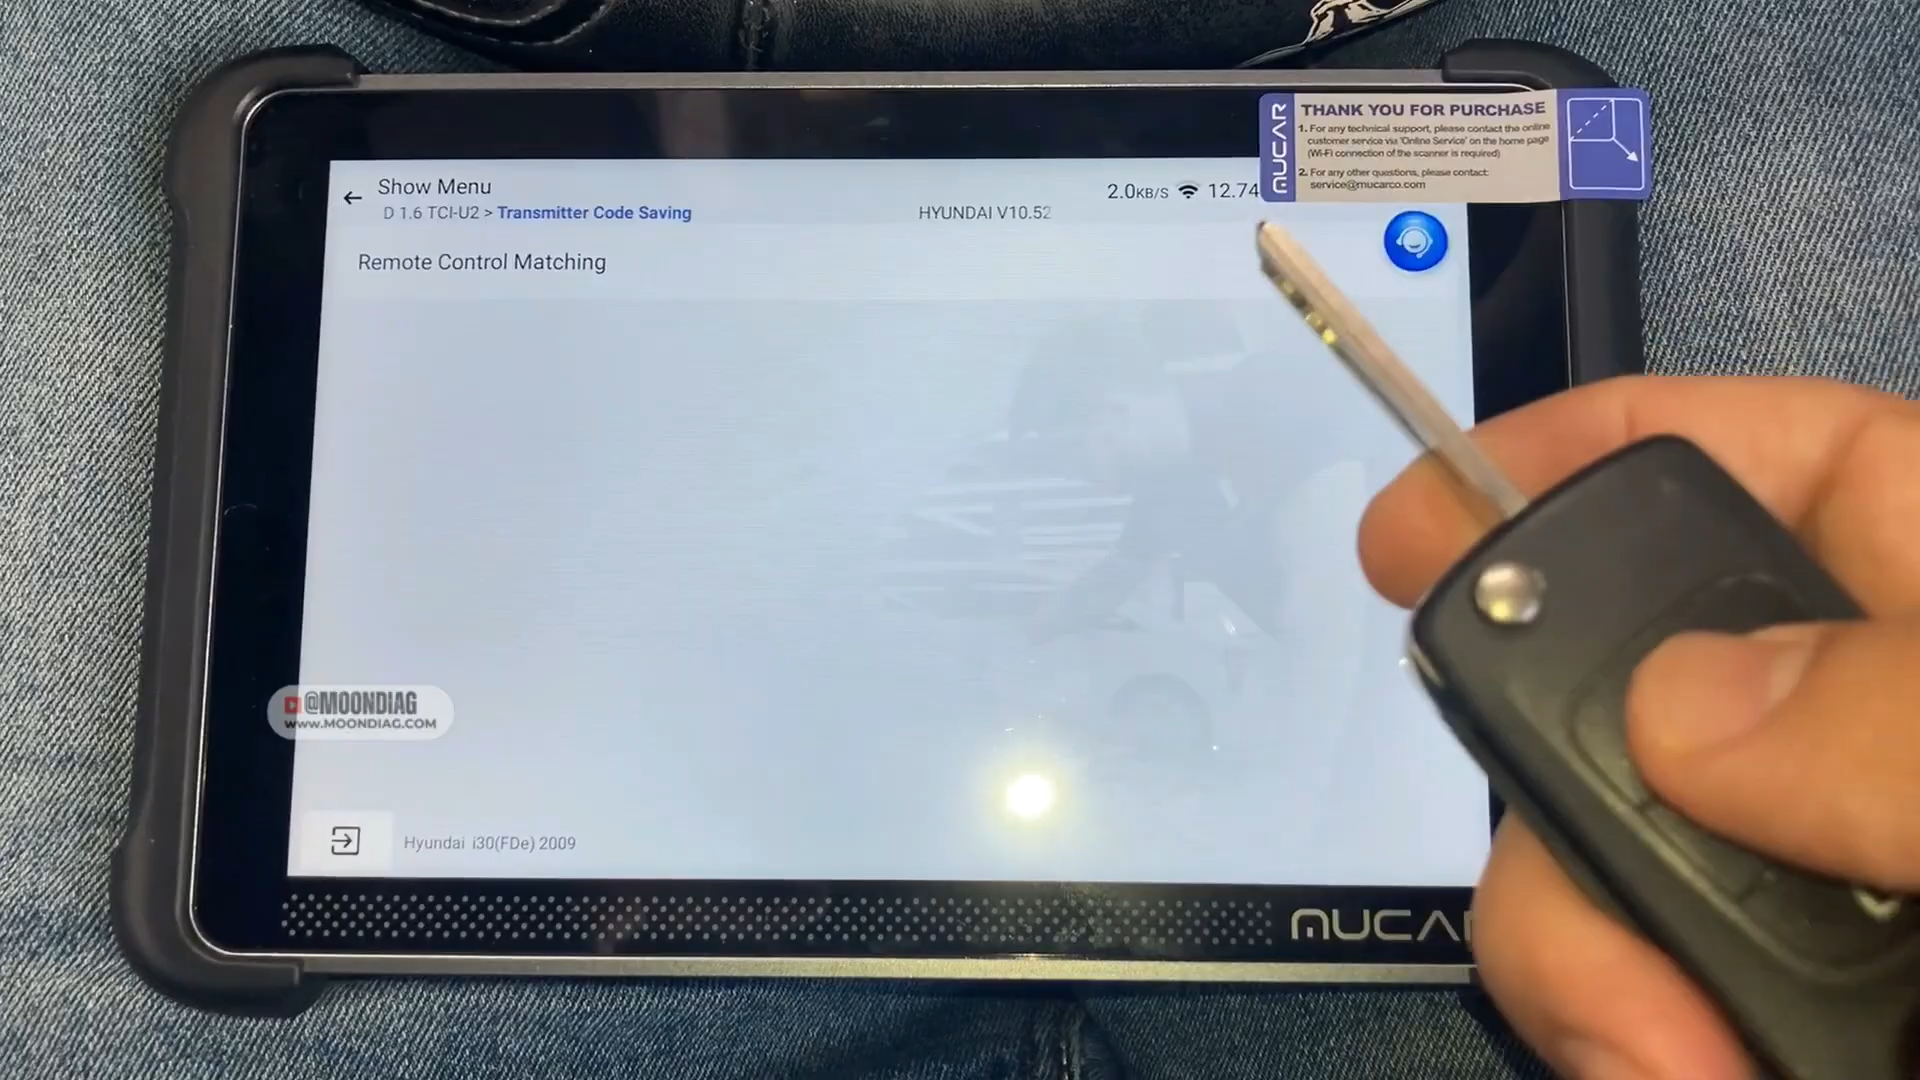 Show Menu
D 1.6 TCI-U2 > Transmitter Code Saving
2.0KB/S 12.74
HYUNDAI V10.52
Remote Control Matching
MUCAR
THANK YOU FOR PURCHASE
1. For any technical support, please contact the online
customer service via 'Online Service' on the home page
(Wi-Fi connection of the scanner is required)
2. For any other questions, please contact:
service@mucarco.com
@MOONDIAG
www.MOONDIAG.COM
Hyundai i30(FDe) 2009
MUCAR